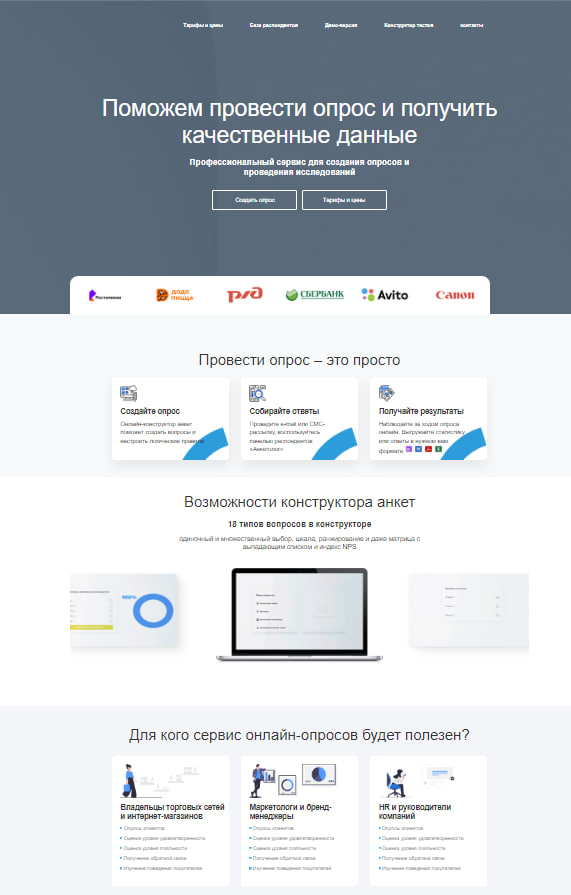 Тарифы и цены База распондентов Демо-версия Конструктор тестов контакты
Поможем провести опрос и получить
качественные данные
Профессиональный сервис для создания опросов и
проведения исследований
Создать опрос Тарифы и цены
Ростелеком ДОДО ПИЦЦА РЖД СБЕРБАНК Avito Canon
Провести опрос – это просто
Создайте опрос
Онлайн-конструктор анкет
поможет создать вопросы и
настроить логические правила
Собирайте ответы
Проведите e-mail или СМС-
рассылку, воспользуйтесь
панелью респондентов
«Анкетолог»
Получайте результаты
Наблюдайте за ходом опроса
онлайн. Выгружайте статистику
или ответы в нужном вам
формате
Возможности конструктора анкет
18 типов вопросов в конструкторе
одиночный и множественный выбор, шкала, ранжирование и даже матрица с
выпадающим списком и индекс NPS
100%
Для кого сервис онлайн-опросов будет полезен?
Владельцы торговых сетей
и интернет-магазинов
Опросы клиентов
Оценка уровня удовлетворенности
Оценка уровня лояльности
Получение обратной связи
Изучение поведения покупателей
Маркетологи и бренд-
менеджеры
Опросы клиентов
Оценка уровня удовлетворенности
Оценка уровня лояльности
Получение обратной связи
Изучение поведения покупателей
HR и руководители
компаний
Опросы клиентов
Оценка уровня удовлетворенности
Оценка уровня лояльности
Получение обратной связи
Изучение поведения покупателей